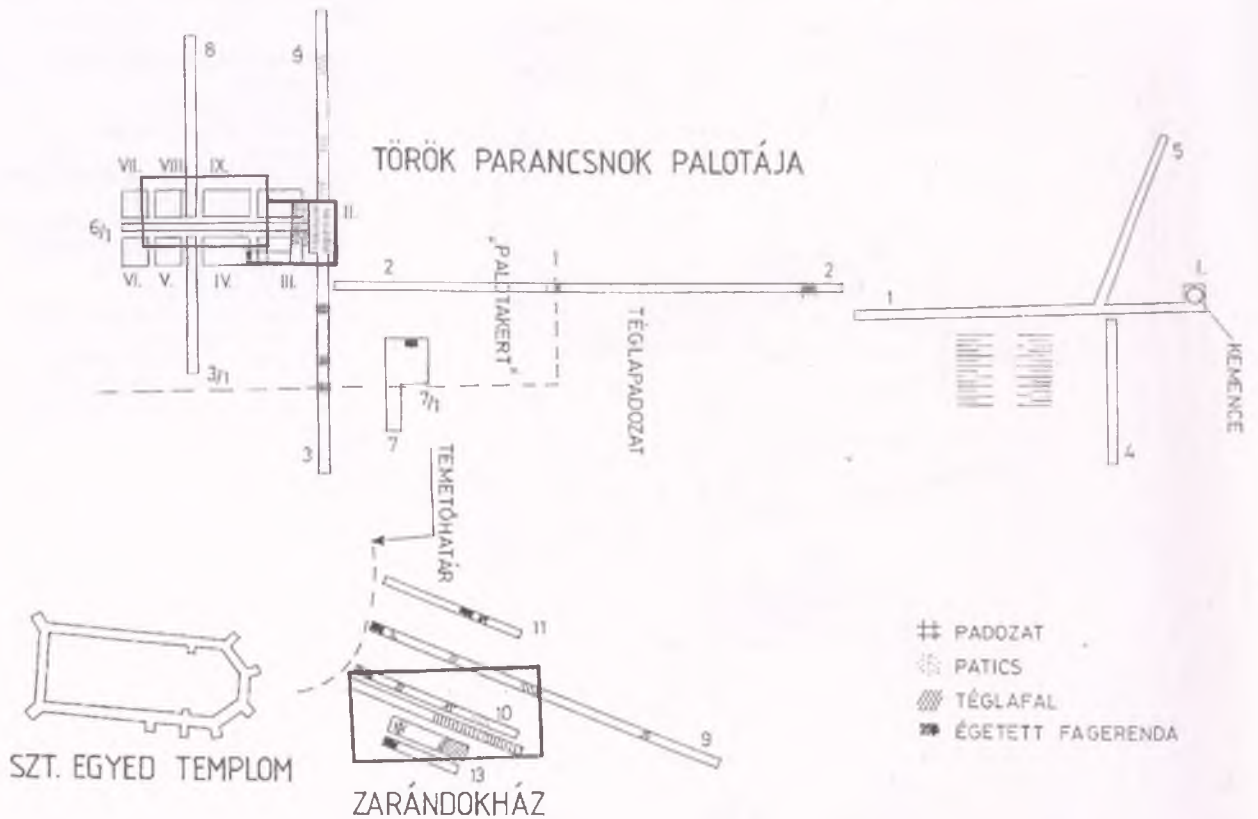 8
9
TÖRÖK PARANCSNOK PALOTÁJA
VII. VIII. IX.
II.
6/1
VI. V. IV. III.
2
2
„PALOTAKERT”
TÉGLAPADOZAT
1
5
I.
KEMENCE
3/1
7/1
7
3
4
TEMETŐHATÁR
11
10
9
13
SZT. EGYED TEMPLOM
ZARÁNDOKHÁZ
PADOZAT
PATICS
TÉGLAFAL
ÉGETETT FAGERENDA